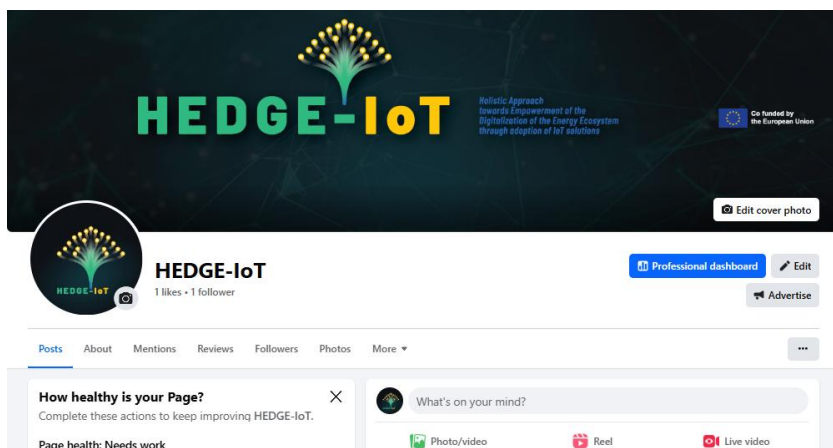 HEDGE-IoT
Holistic Approach
towards Empowerment of the
Digitalization of the Energy Ecosystem
through adoption of IoT solutions
Co funded by
the European Union
Edit cover photo
HEDGE-IoT
HEDGE-IoT
1 likes • 1 follower
Professional dashboard
Edit
Advertise
Posts About Mentions Reviews Followers Photos More
How healthy is your Page?
Complete these actions to keep improving HEDGE-IoT.
Page health: Needs work
What's on your mind?
Photo/video
Reel
Live video